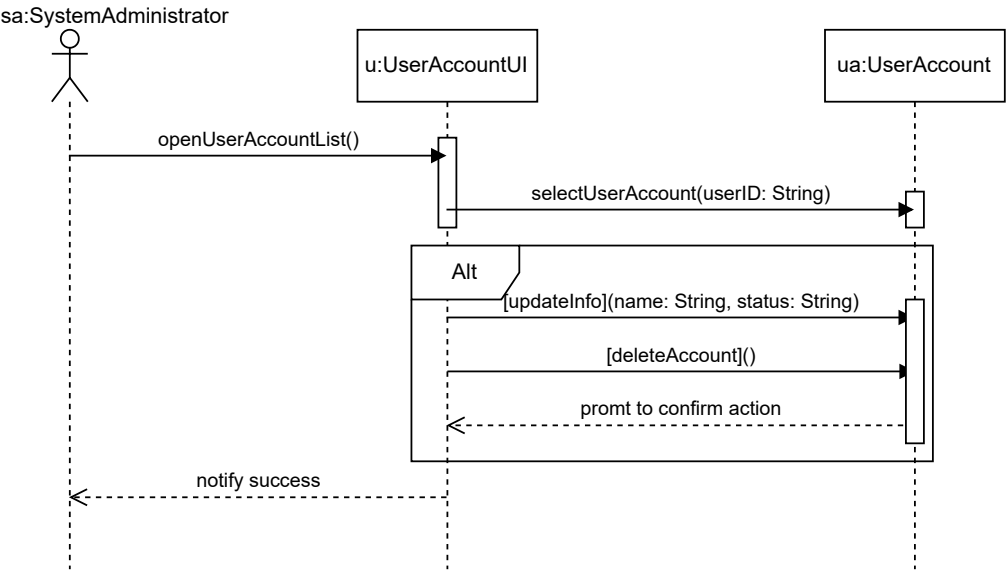 sa:SystemAdministrator
u:UserAccountUI
ua:UserAccount
openUserAccountList()
selectUserAccount(userID: String)
Alt
[updateInfo](name: String, status: String)
[deleteAccount]()
promt to confirm action
notify success